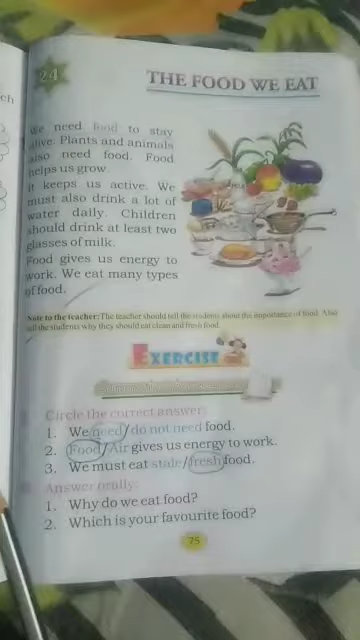 ch
24
THE FOOD WE EAT
We need food to stay
alive. Plants and animals
also need food. Food
helps us grow.
It keeps us active. We
must also drink a lot of
water daily. Children
should drink at least two
glasses of milk.
Food gives us energy to
work. We eat many types
of food.
Note to the teacher: The teacher should tell the students about the importance of food. Also
tell the students why they should eat clean and fresh food.
EXERCISE
Circle the correct answer:
1. We need/do not need food.
2. Food/Air gives us energy to work.
3. We must eat stale/fresh food.
Answer orally:
1. Why do we eat food?
2. Which is your favourite food?
75